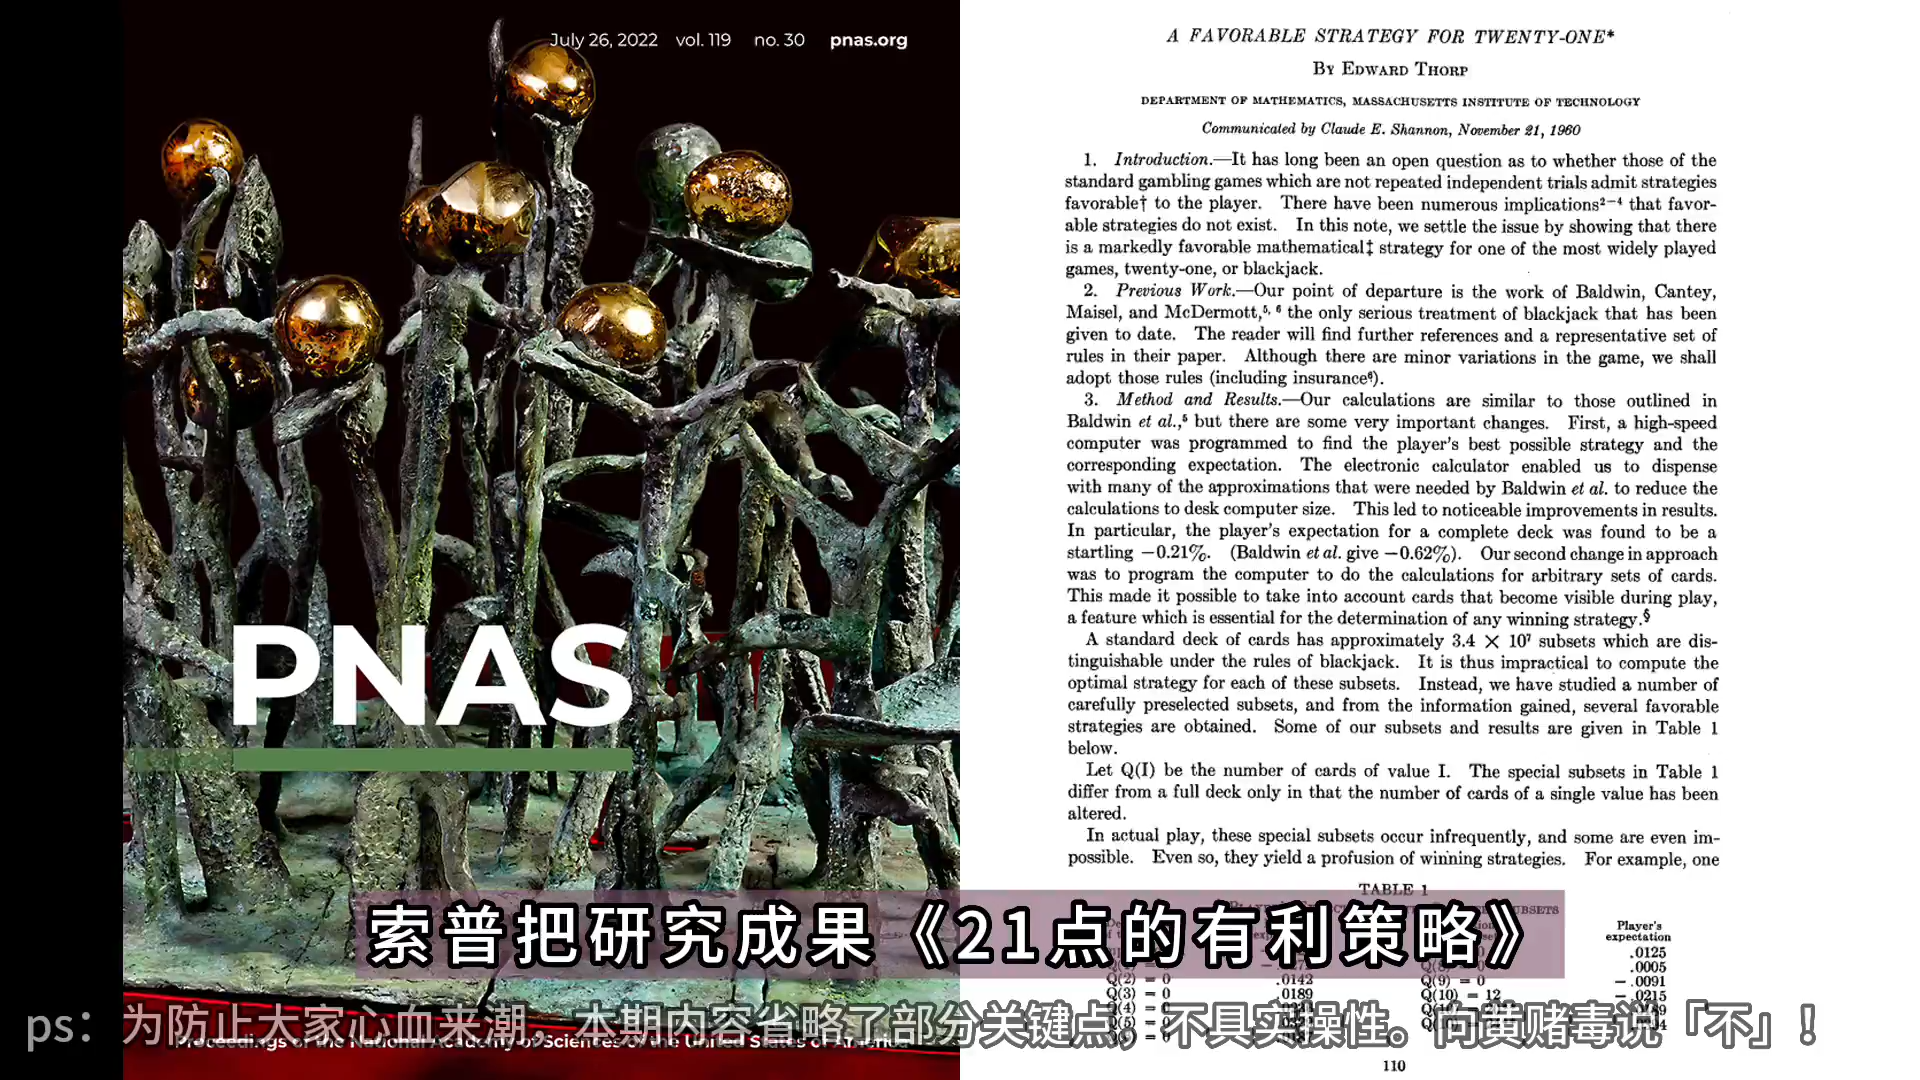 July 26, 2022 vol. 119 no. 30 pnas.org
PNAS
Proceedings of the National Academy of Sciences of the United States of America
A FAVORABLE STRATEGY FOR TWENTY-ONE*
BY EDWARD THORP
DEPARTMENT OF MATHEMATICS, MASSACHUSETTS INSTITUTE OF TECHNOLOGY
Communicated by Claude E. Shannon, November 21, 1960
1. Introduction.—It has long been an open question as to whether those of the
standard gambling games which are not repeated independent trials admit strategies
favorable† to the player. There have been numerous implications²⁻⁴ that favor-
able strategies do not exist. In this note, we settle the issue by showing that there
is a markedly favorable mathematical‡ strategy for one of the most widely played
games, twenty-one, or blackjack.
2. Previous Work.—Our point of departure is the work of Baldwin, Cantey,
Maisel, and McDermott,⁵, ⁶ the only serious treatment of blackjack that has been
given to date. The reader will find further references and a representative set of
rules in their paper. Although there are minor variations in the game, we shall
adopt those rules (including insurance⁶).
3. Method and Results.—Our calculations are similar to those outlined in
Baldwin et al.,⁵ but there are some very important changes. First, a high-speed
computer was programmed to find the player's best possible strategy and the
corresponding expectation. The electronic calculator enabled us to dispense
with many of the approximations that were needed by Baldwin et al. to reduce the
calculations to desk computer size. This led to noticeable improvements in results.
In particular, the player's expectation for a complete deck was found to be a
startling −0.21%. (Baldwin et al. give −0.62%). Our second change in approach
was to program the computer to do the calculations for arbitrary sets of cards.
This made it possible to take into account cards that become visible during play,
a feature which is essential for the determination of any winning strategy.§
A standard deck of cards has approximately 3.4 × 10⁷ subsets which are dis-
tinguishable under the rules of blackjack. It is thus impractical to compute the
optimal strategy for each of these subsets. Instead, we have studied a number of
carefully preselected subsets, and from the information gained, several favorable
strategies are obtained. Some of our subsets and results are given in Table 1
below.
Let Q(I) be the number of cards of value I. The special subsets in Table 1
differ from a full deck only in that the number of cards of a single value has been
altered.
In actual play, these special subsets occur infrequently, and some are even im-
possible. Even so, they yield a profusion of winning strategies. For example, one
TABLE 1
Player's
expectation
.0125
.0005
Q(2) = 0 .0142 Q(9) = 0 −.0091
Q(3) = 0 .0189 Q(10) = 12 −.0215
110
索普把研究成果《21点的有利策略》
ps：为防止大家心血来潮，本期内容省略了部分关键点，不具实操性。向黄赌毒说「不」！